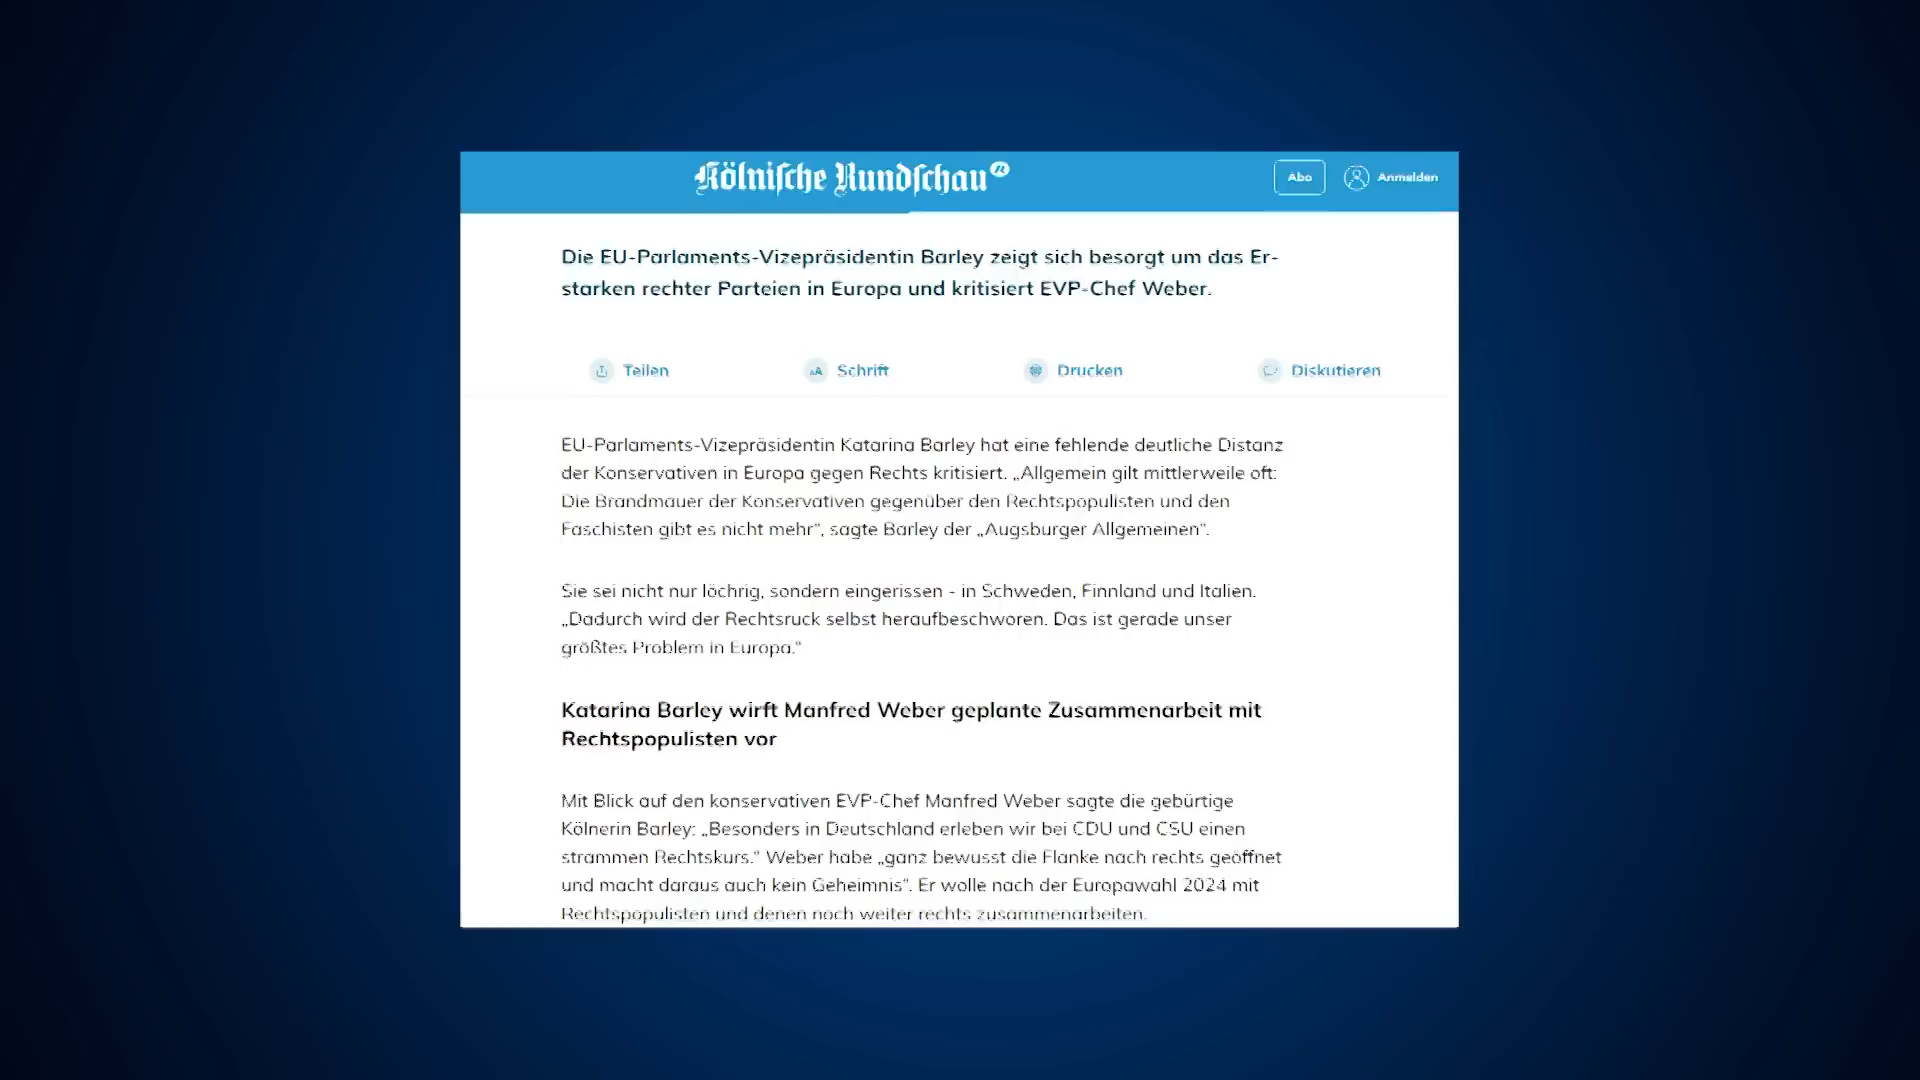 Kölnische Rundschau R
Abo
Anmelden
Die EU-Parlaments-Vizepräsidentin Barley zeigt sich besorgt um das Er-
starken rechter Parteien in Europa und kritisiert EVP-Chef Weber.
Teilen
AA Schrift
Drucken
Diskutieren
EU-Parlaments-Vizepräsidentin Katarina Barley hat eine fehlende deutliche Distanz
der Konservativen in Europa gegen Rechts kritisiert. „Allgemein gilt mittlerweile oft:
Die Brandmauer der Konservativen gegenüber den Rechtspopulisten und den
Faschisten gibt es nicht mehr“, sagte Barley der „Augsburger Allgemeinen“.
Sie sei nicht nur löchrig, sondern eingerissen - in Schweden, Finnland und Italien.
„Dadurch wird der Rechtsruck selbst heraufbeschworen. Das ist gerade unser
größtes Problem in Europa.“
Katarina Barley wirft Manfred Weber geplante Zusammenarbeit mit
Rechtspopulisten vor
Mit Blick auf den konservativen EVP-Chef Manfred Weber sagte die gebürtige
Kölnerin Barley: „Besonders in Deutschland erleben wir bei CDU und CSU einen
strammen Rechtskurs.“ Weber habe „ganz bewusst die Flanke nach rechts geöffnet
und macht daraus auch kein Geheimnis“. Er wolle nach der Europawahl 2024 mit
Rechtspopulisten und denen noch weiter rechts zusammenarbeiten.